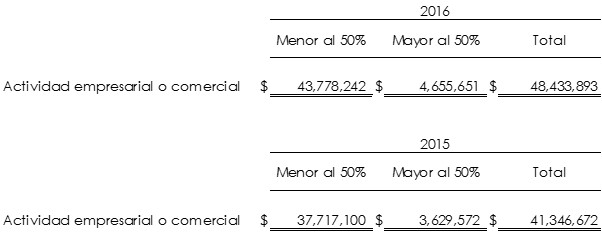 2016
Menor al 50% Mayor al 50% Total
Actividad empresarial o comercial $ 43,778,242 $ 4,655,651 $ 48,433,893
2015
Menor al 50% Mayor al 50% Total
Actividad empresarial o comercial $ 37,717,100 $ 3,629,572 $ 41,346,672